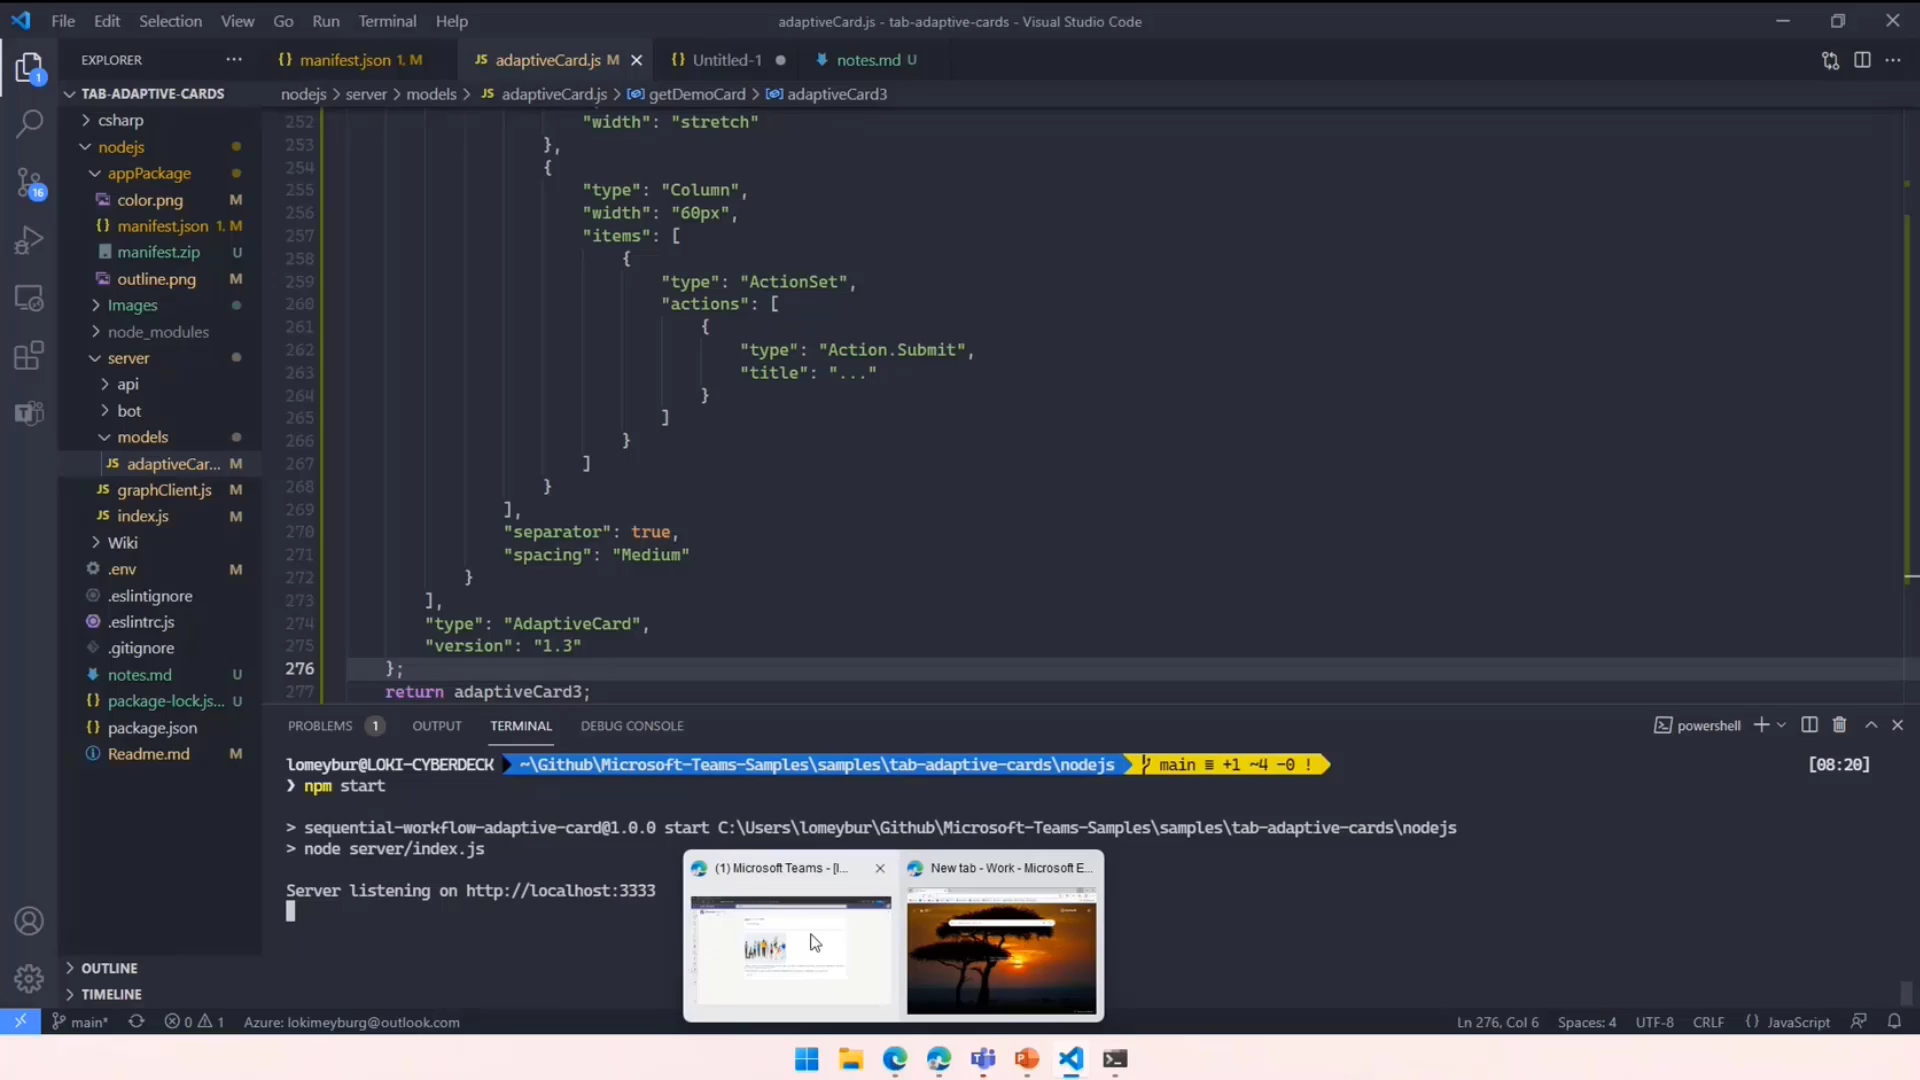 File Edit Selection View Go Run Terminal Help
adaptiveCard.js - tab-adaptive-cards - Visual Studio Code
EXPLORER
manifest.json 1, M
JS adaptiveCard.js M
{} Untitled-1
notes.md U
TAB-ADAPTIVE-CARDS
nodejs > server > models > JS adaptiveCard.js > getDemoCard > adaptiveCard3
csharp
nodejs
appPackage
color.png M
manifest.json 1, M
manifest.zip U
outline.png M
Images
node_modules
server
api
bot
models
JS adaptiveCar... M
JS graphClient.js M
JS index.js M
Wiki
.env M
.eslintignore
.eslintrc.js
.gitignore
notes.md U
{} package-lock.js... U
{} package.json
Readme.md M
OUTLINE
TIMELINE
1
16
252 "width": "stretch"
253 },
254 {
255 "type": "Column",
256 "width": "60px",
257 "items": [
258 {
259 "type": "ActionSet",
260 "actions": [
261 {
262 "type": "Action.Submit",
263 "title": "..."
264 }
265 ]
266 }
267 ]
268 }
269 ],
270 "separator": true,
271 "spacing": "Medium"
272 }
273 ],
274 "type": "AdaptiveCard",
275 "version": "1.3"
276 };
277 return adaptiveCard3;
PROBLEMS 1 OUTPUT TERMINAL DEBUG CONSOLE
powershell
lomeybur@LOKI-CYBERDECK ~\Github\Microsoft-Teams-Samples\samples\tab-adaptive-cards\nodejs main ≡ +1 ~4 -0 ! [08:20]
❯ npm start
> sequential-workflow-adaptive-card@1.0.0 start C:\Users\lomeybur\Github\Microsoft-Teams-Samples\samples\tab-adaptive-cards\nodejs
> node server/index.js
Server listening on http://localhost:3333
(1) Microsoft Teams - [l...
New tab - Work - Microsoft E...
main* 0 1 Azure: lokimeyburg@outlook.com
Ln 276, Col 6 Spaces: 4 UTF-8 CRLF {} JavaScript